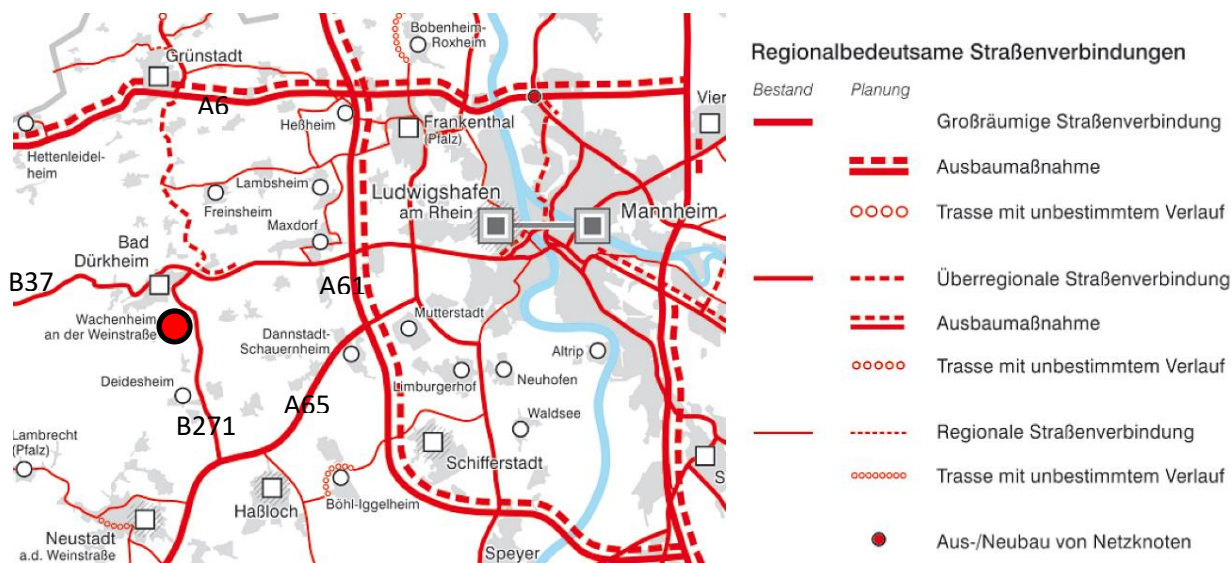 Bobenheim-
Roxheim
Grünstadt
A6
Heßheim
Frankenthal
(Pfalz)
Vier
Hettenleidel-
heim
Lambsheim
Freinsheim
Ludwigshafen
am Rhein
Mannheim
Maxdorf
Bad
Dürkheim
B37
A61
Wachenheim
an der Weinstraße
Mutterstadt
Dannstadt-
Schauernheim
Altrip
Deidesheim
Limburgerhof
Neuhofen
A65
B271
Waldsee
Lambrecht
(Pfalz)
Schifferstadt
S
Haßloch
Böhl-Iggelheim
Neustadt
a.d. Weinstraße
Speyer
Regionalbedeutsame Straßenverbindungen
Bestand Planung
Großräumige Straßenverbindung
Ausbaumaßnahme
Trasse mit unbestimmtem Verlauf
Überregionale Straßenverbindung
Ausbaumaßnahme
Trasse mit unbestimmtem Verlauf
Regionale Straßenverbindung
Trasse mit unbestimmtem Verlauf
Aus-/Neubau von Netzknoten